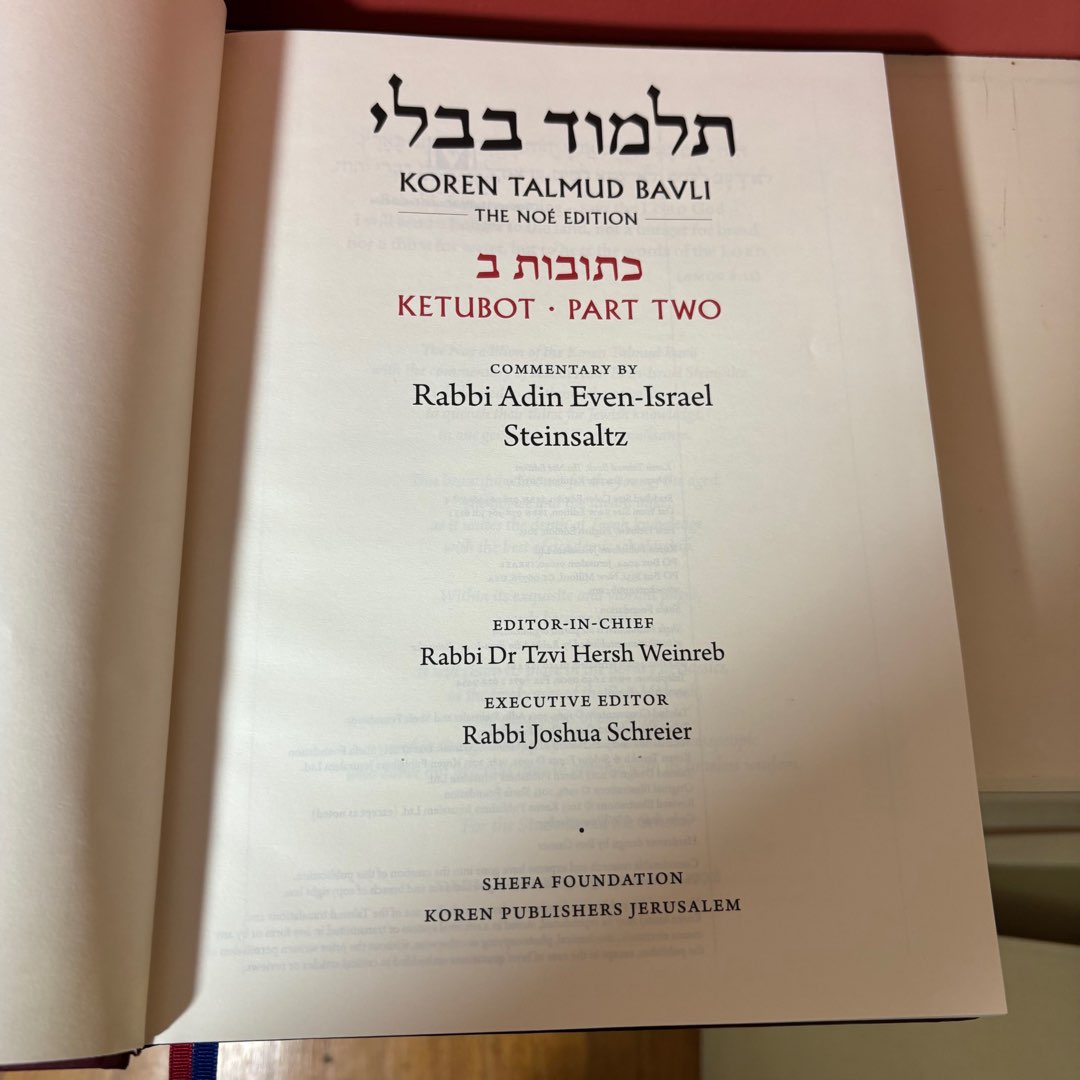 תלמוד בבלי
KOREN TALMUD BAVLI
THE NOÉ EDITION
כתובות ב
KETUBOT · PART TWO
COMMENTARY BY
Rabbi Adin Even-Israel
Steinsaltz
EDITOR-IN-CHIEF
Rabbi Dr Tzvi Hersh Weinreb
EXECUTIVE EDITOR
Rabbi Joshua Schreier
SHEFA FOUNDATION
KOREN PUBLISHERS JERUSALEM